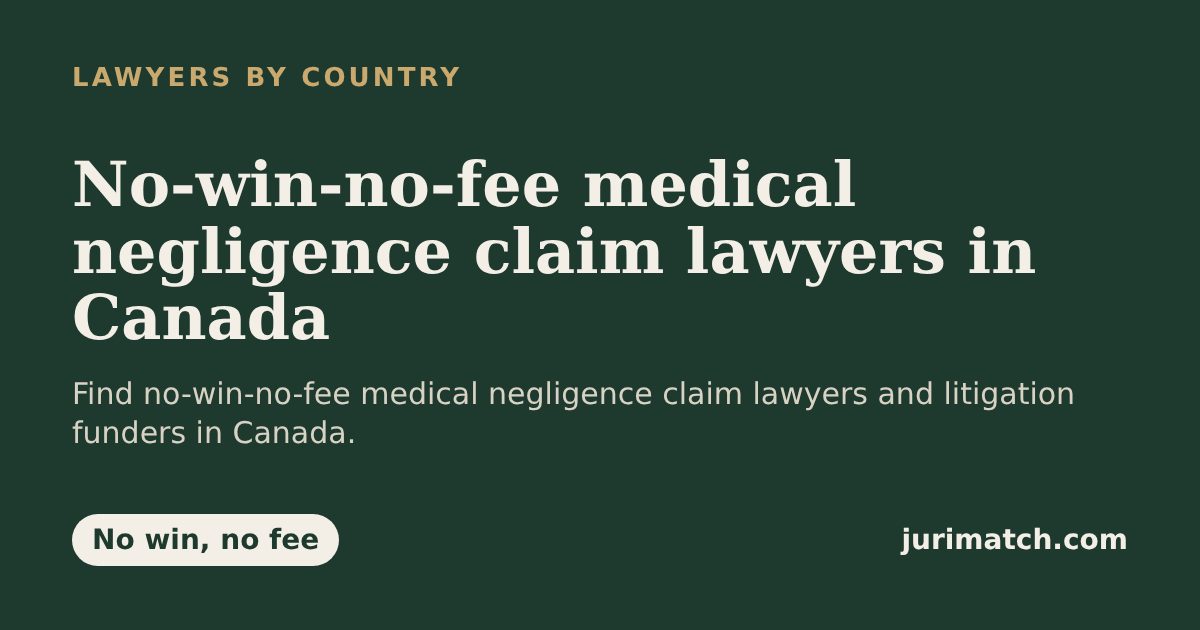 LAWYERS BY COUNTRY
No-win-no-fee medical
negligence claim lawyers in
Canada
Find no-win-no-fee medical negligence claim lawyers and litigation
funders in Canada.
No win, no fee
jurimatch.com